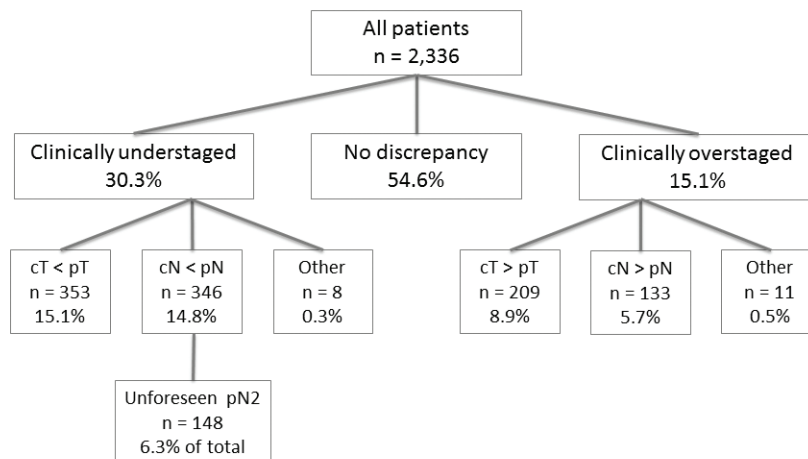 All patients
n = 2,336
Clinically understaged
30.3%
No discrepancy
54.6%
Clinically overstaged
15.1%
cT < pT
n = 353
15.1%
cN < pN
n = 346
14.8%
Other
n = 8
0.3%
cT > pT
n = 209
8.9%
cN > pN
n = 133
5.7%
Other
n = 11
0.5%
Unforeseen pN2
n = 148
6.3% of total